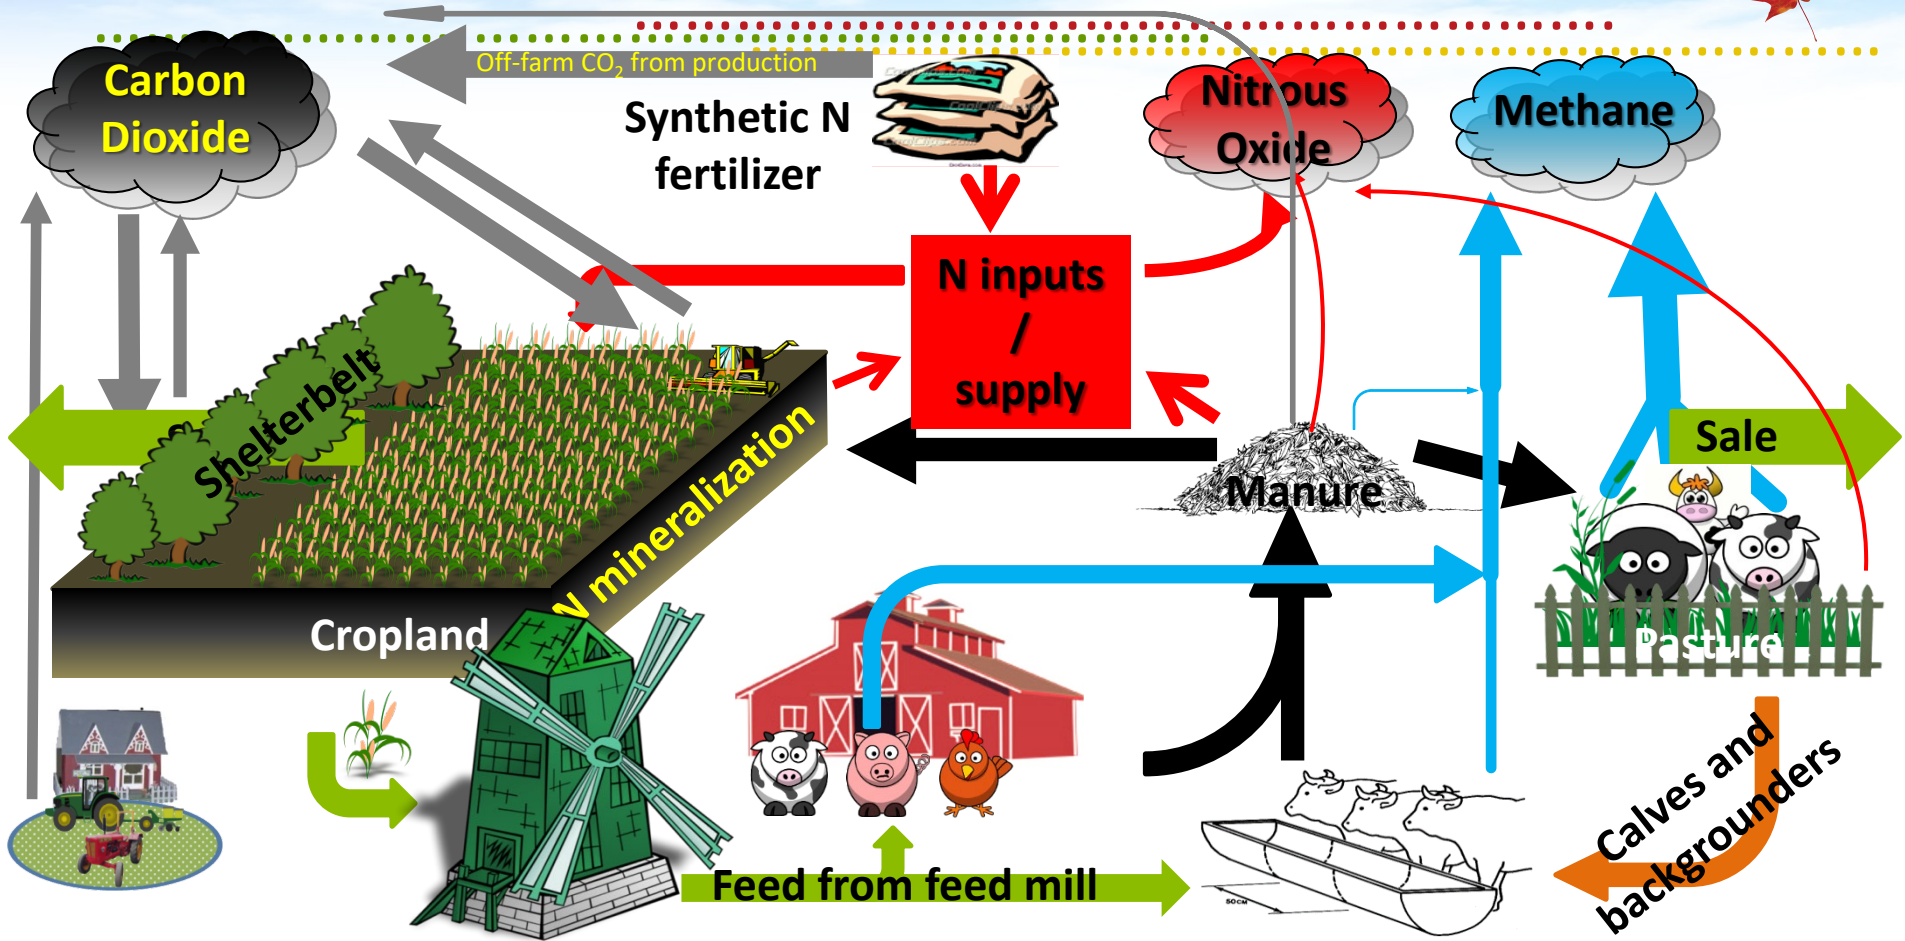 Off-farm CO₂ from production
Carbon
Dioxide
Synthetic N
fertilizer
Nitrous
Oxide
Methane
N inputs
/
supply
Shelterbelt
N mineralization
Sale
Manure
Cropland
Pasture
Calves and
backgrounders
Feed from feed mill
50CM